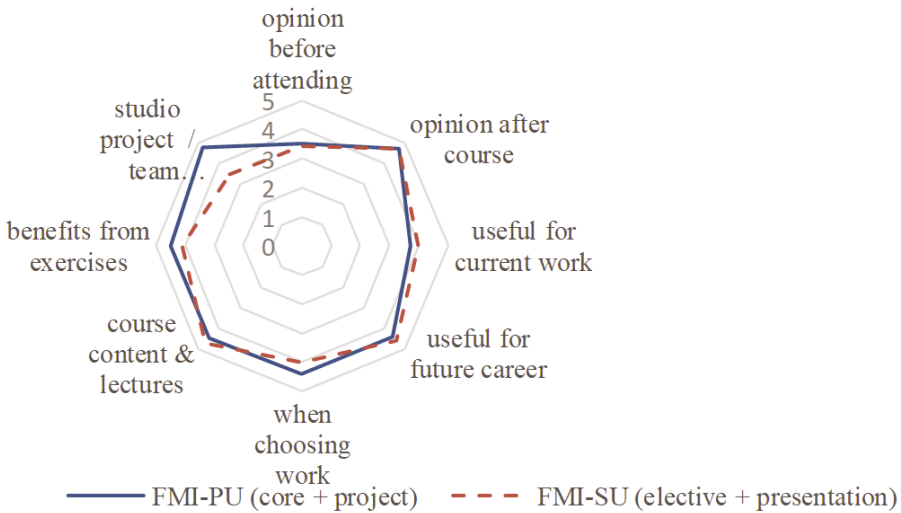 opinion
before
attending
5
4
3
2
1
0
opinion after
course
useful for
current work
useful for
future career
when
choosing
work
course
content &
lectures
benefits from
exercises
studio
project /
team…
FMI-PU (core + project)
FMI-SU (elective + presentation)